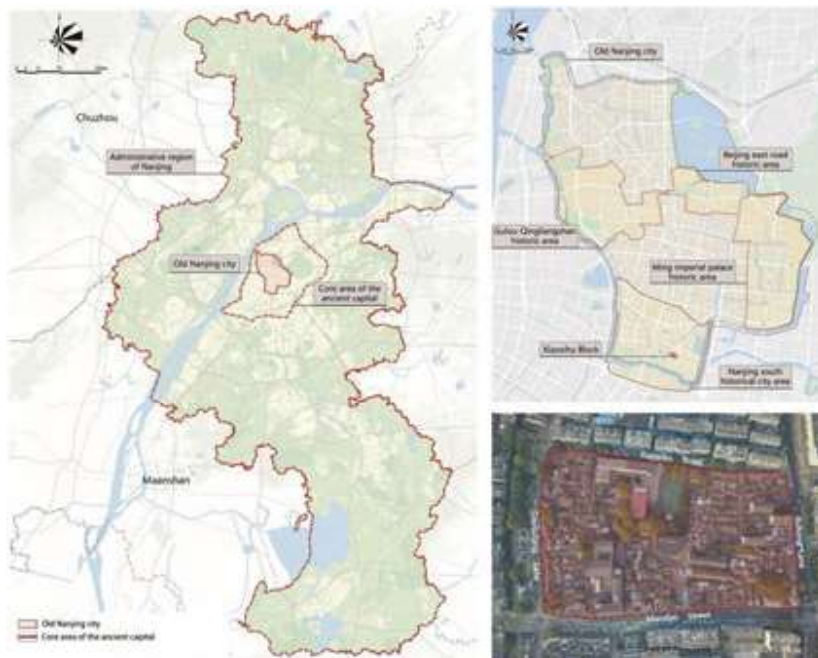 Chuzhou
Administrative region
of Nanjing
Old Nanjing city
Core area of the
ancient capital
Maanshan
Old Nanjing city
Core area of the ancient capital
Old Nanjing city
Beijing east road
historic area
Gulou-Qingliangshan
historic area
Ming imperial palace
historic area
Xiaoxihu Block
Nanjing south
historical city area